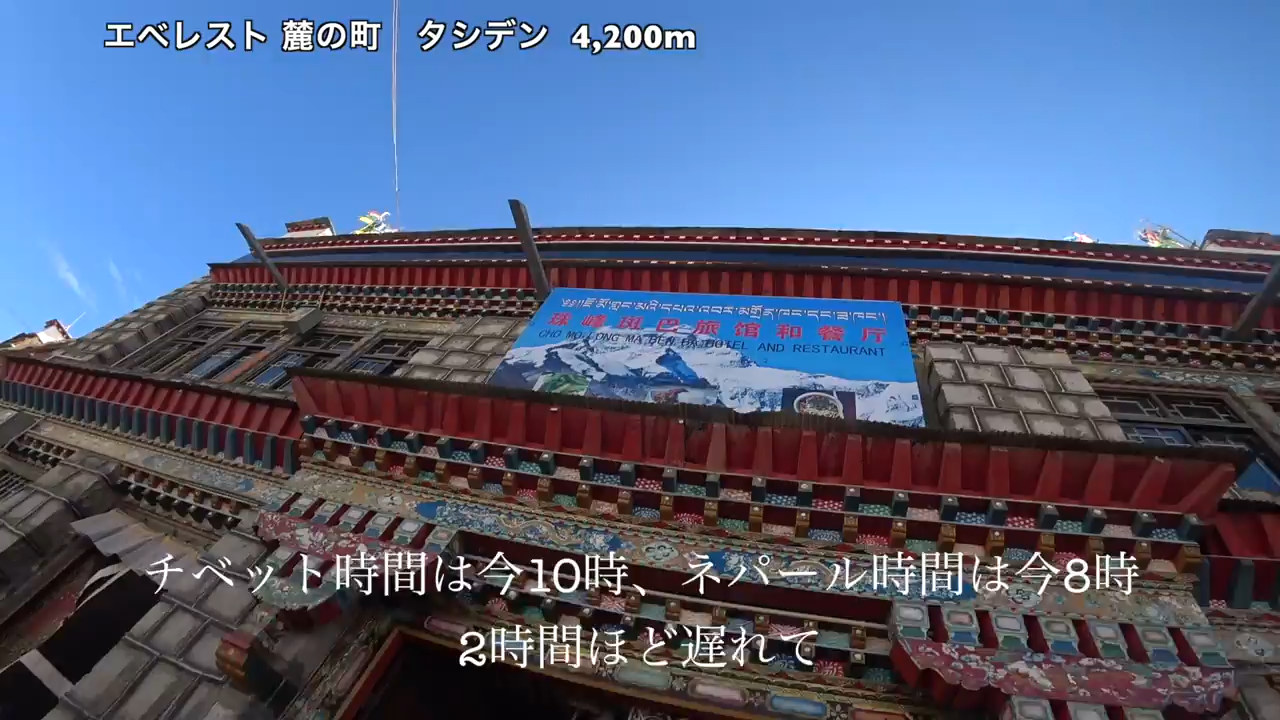 エベレスト 麓の町　タシデン  4,200m
珠峰班巴旅馆和餐厅
HOTEL AND RESTAURANT
チベット時間は今10時、ネパール時間は今8時
2時間ほど遅れて